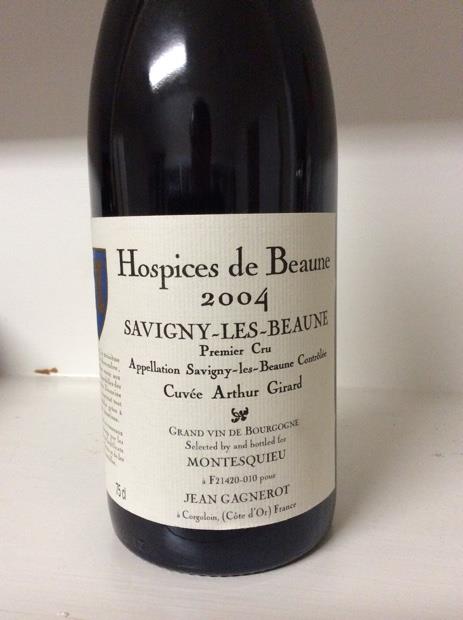 Hospices de Beaune
2004
SAVIGNY-LES-BEAUNE
Premier Cru
Appellation Savigny-les-Beaune Contrôlée
Cuvée Arthur Girard
GRAND VIN DE BOURGOGNE
Selected by and bottled for
MONTESQUIEU
à F21420-010 pour
JEAN GAGNEROT
à Corgoloin, (Côte d'Or) France
75 cl